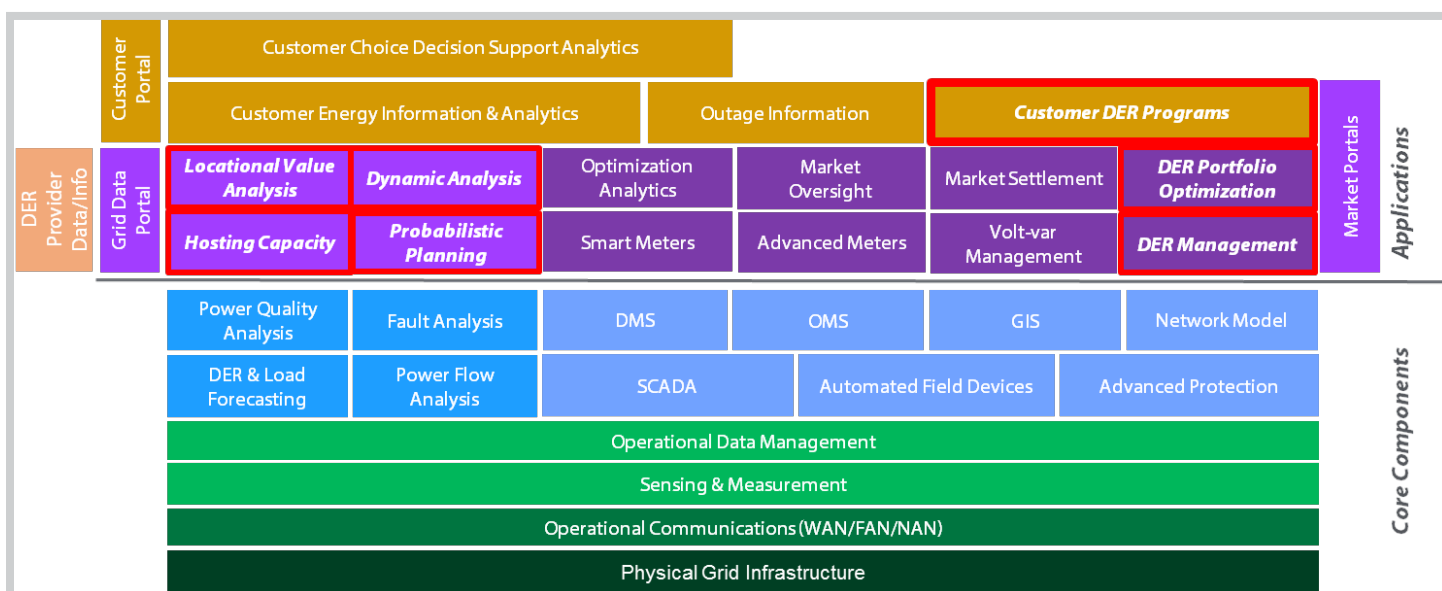 Customer
Portal
Customer Choice Decision Support Analytics
Customer Energy Information & Analytics
Outage Information
Customer DER Programs
DER
Provider
Data/Info
Grid Data
Portal
Locational Value
Analysis
Dynamic Analysis
Optimization
Analytics
Market
Oversight
Market Settlement
DER Portfolio
Optimization
Hosting Capacity
Probabilistic
Planning
Smart Meters
Advanced Meters
Volt-var
Management
DER Management
Market Portals
Applications
Power Quality
Analysis
Fault Analysis
DMS
OMS
GIS
Network Model
DER & Load
Forecasting
Power Flow
Analysis
SCADA
Automated Field Devices
Advanced Protection
Operational Data Management
Sensing & Measurement
Operational Communications (WAN/FAN/NAN)
Physical Grid Infrastructure
Core Components